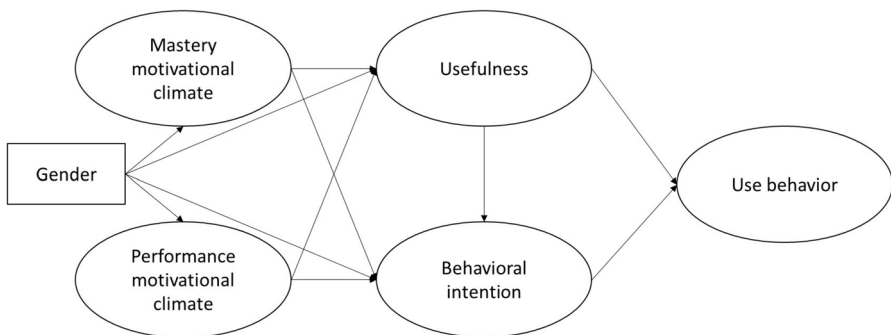 Mastery
motivational
climate
Usefulness
Gender
Use behavior
Performance
motivational
climate
Behavioral
intention